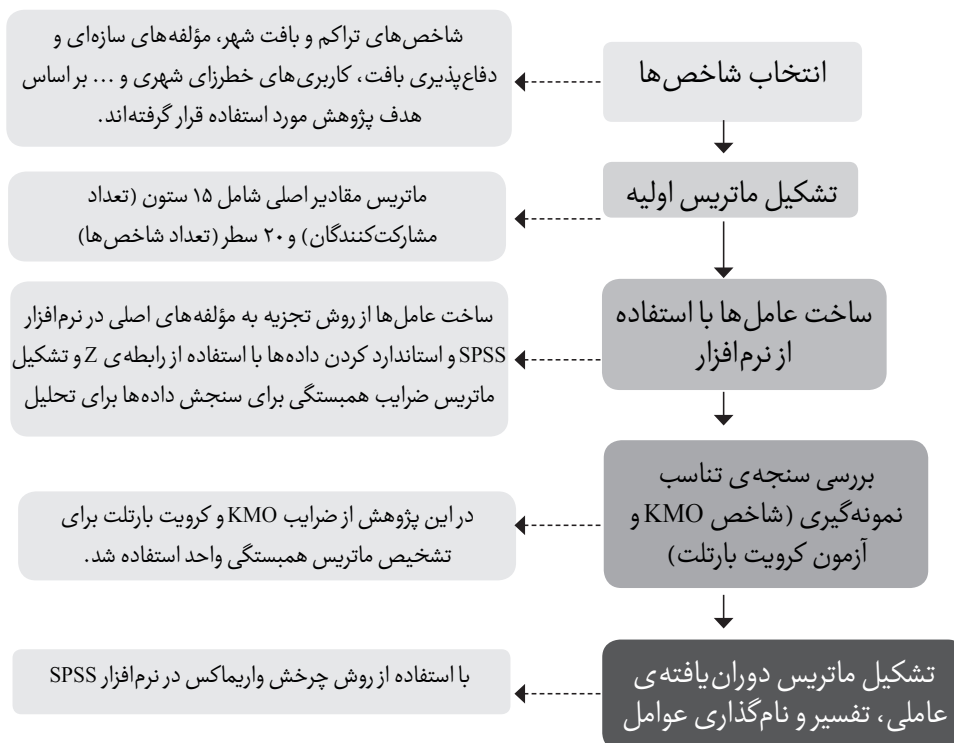 انتخاب شاخص‌ها
شاخص‌های تراکم و بافت شهر، مؤلفه‌های سازه‌ای و
دفاع‌پذیری بافت، کاربری‌های خطرزای شهری و ... بر اساس
هدف پژوهش مورد استفاده قرار گرفته‌اند.
تشکیل ماتریس اولیه
ماتریس مقادیر اصلی شامل ۱۵ ستون (تعداد
مشارکت‌کنندگان) و ۲۰ سطر (تعداد شاخص‌ها)
ساخت عامل‌ها با استفاده
از نرم‌افزار
ساخت عامل‌ها از روش تجزیه به مؤلفه‌های اصلی در نرم‌افزار
SPSS و استاندارد کردن داده‌ها با استفاده از رابطه‌ی Z و تشکیل
ماتریس ضرایب همبستگی برای سنجش داده‌ها برای تحلیل
بررسی سنجه‌ی تناسب
نمونه‌گیری (شاخص KMO و
آزمون کرویت بارتلت)
در این پژوهش از ضرایب KMO و کرویت بارتلت برای
تشخیص ماتریس همبستگی واحد استفاده شد.
تشکیل ماتریس دوران‌یافته‌ی
عاملی، تفسیر و نام‌گذاری عوامل
با استفاده از روش چرخش واریماکس در نرم‌افزار SPSS